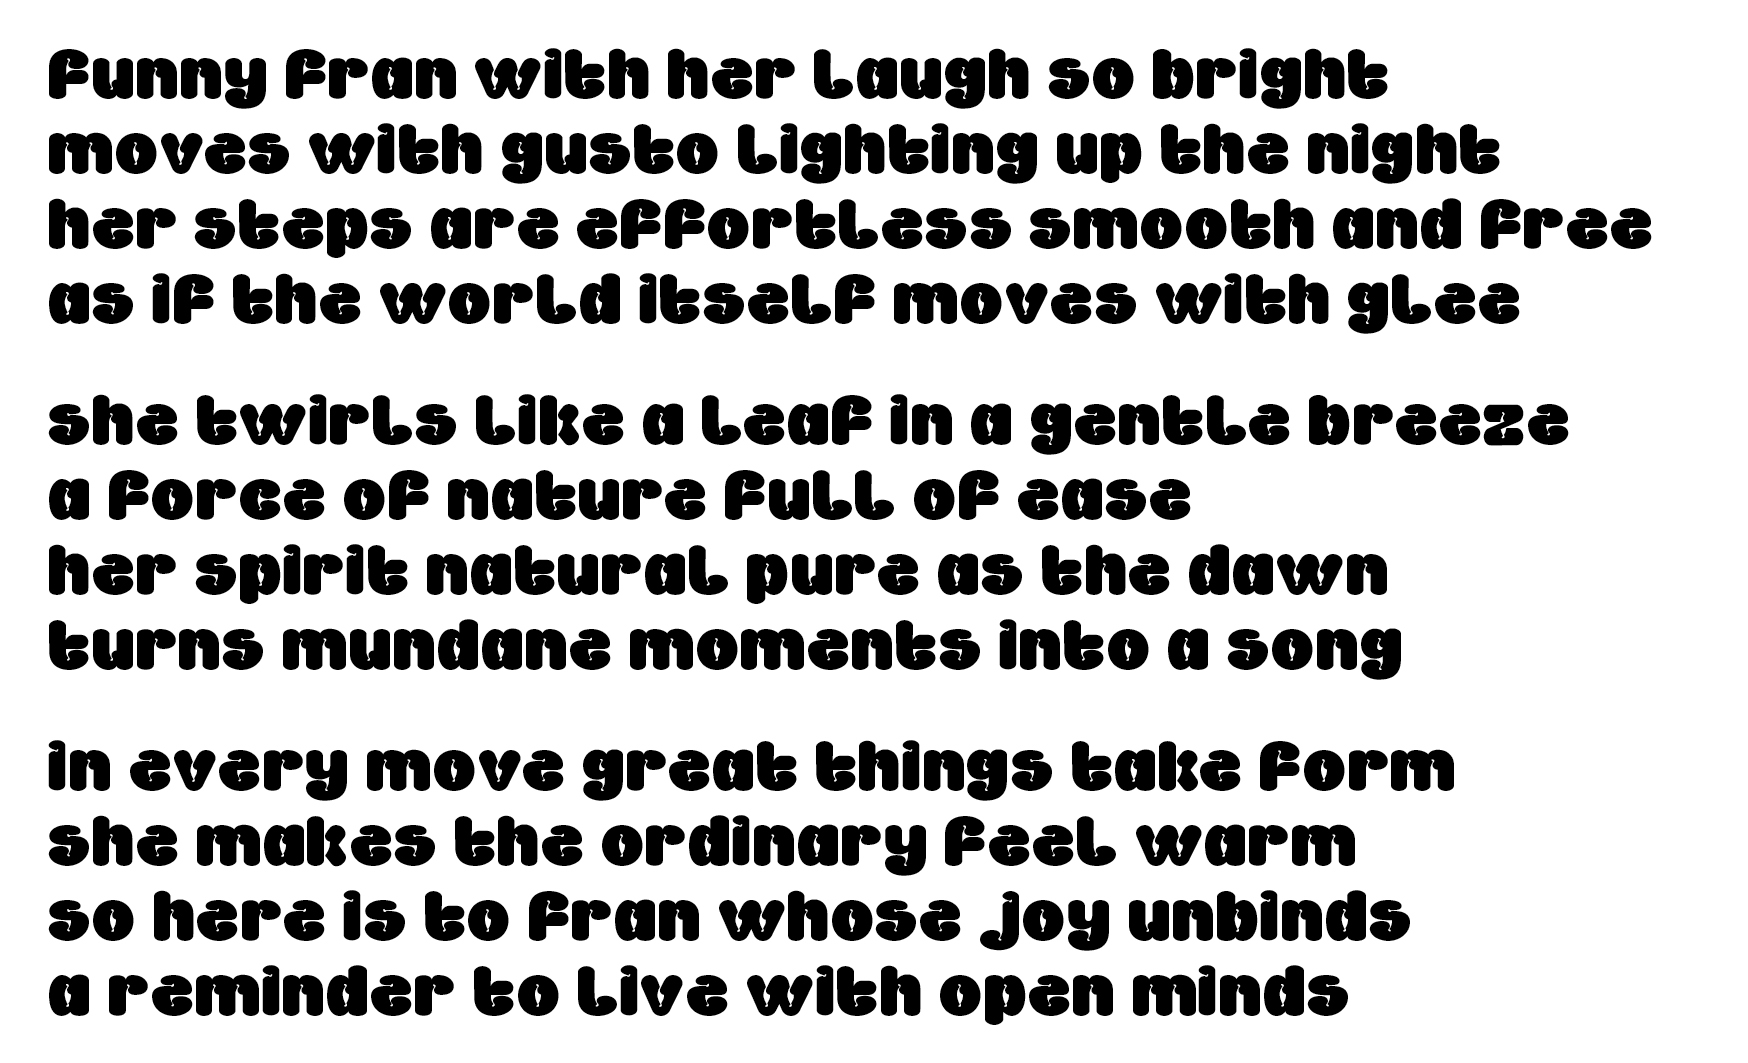 funny fran with her laugh so bright
moves with gusto lighting up the night
her steps are effortless smooth and free
as if the world itself moves with glee
she twirls like a leaf in a gentle breeze
a force of nature full of ease
her spirit natural pure as the dawn
turns mundane moments into a song
in every move great things take form
she makes the ordinary feel warm
so here is to fran whose joy unbinds
a reminder to live with open minds